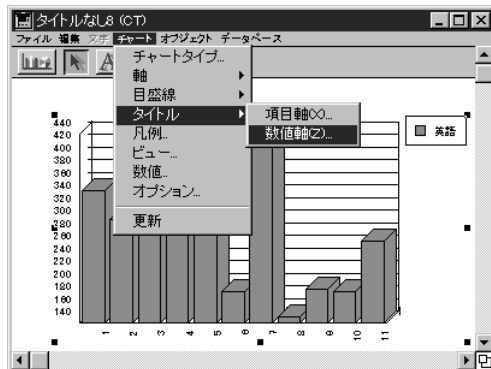 タイトルなし8 (CT)
ファイル 編集 文字 チャート オブジェクト データベース
A
チャートタイプ...
軸
目盛線
タイトル
項目軸(X)...
数値軸(Z)...
凡例...
ビュー...
数値...
オプション...
更新
英語
440
420
400
380
360
340
320
300
280
260
240
220
200
180
160
140
1 2 3 4 5 6 7 8 9 10 11